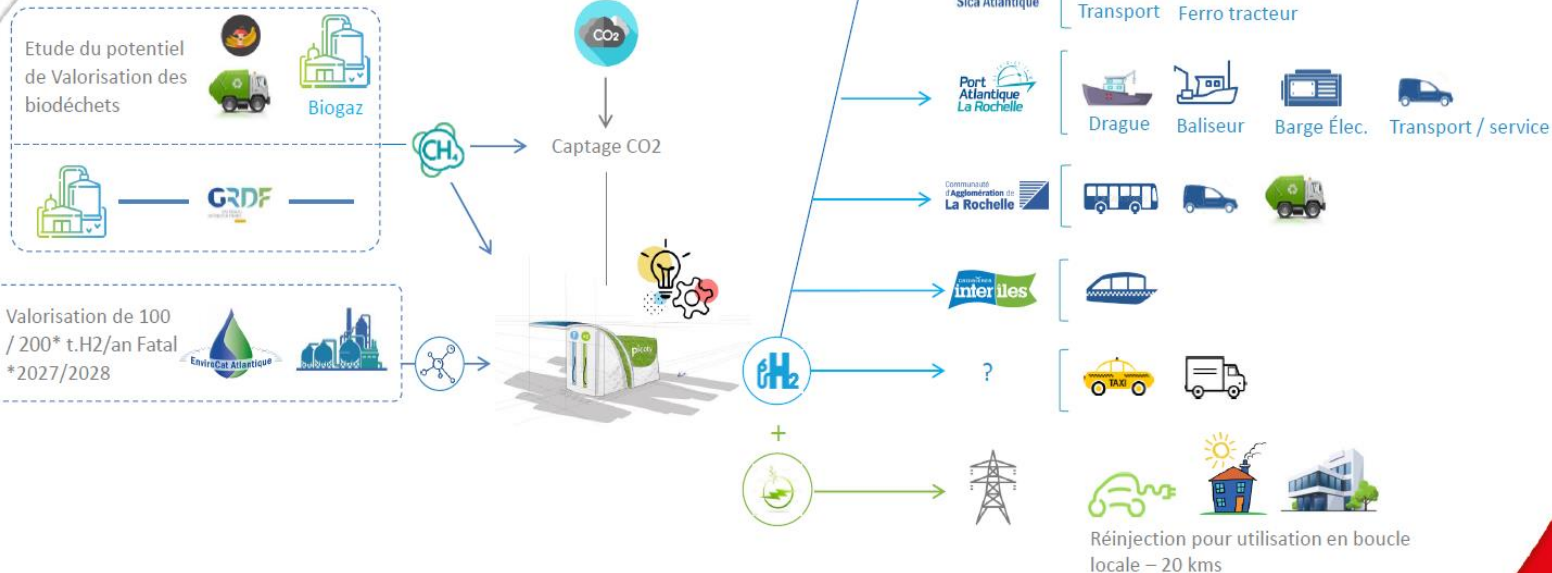 Sica Atlantique
Transport Ferro tracteur
Etude du potentiel
de Valorisation des
biodéchets
Biogaz
CO2
Captage CO2
CH4
GRDF
Port
Atlantique
La Rochelle
Drague Baliseur Barge Élec. Transport / service
Communauté
d'Agglomération de
La Rochelle
inter iles
Valorisation de 100
/ 200* t.H2/an Fatal
*2027/2028
EnviroCat Atlantique
picoty
H2
?
TAXI
+
Réinjection pour utilisation en boucle
locale – 20 kms